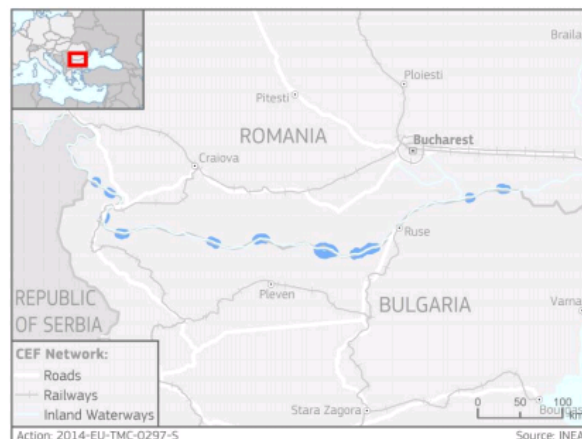 Braila
Ploiesti
Pitesti
ROMANIA
Bucharest
Craiova
Ruse
REPUBLIC
OF SERBIA
Pleven
BULGARIA
Varna
CEF Network:
Roads
Railways
Inland Waterways
Stara Zagora
0 50 100
km
Action: 2014-EU-TMC-0297-S
Source: INEA